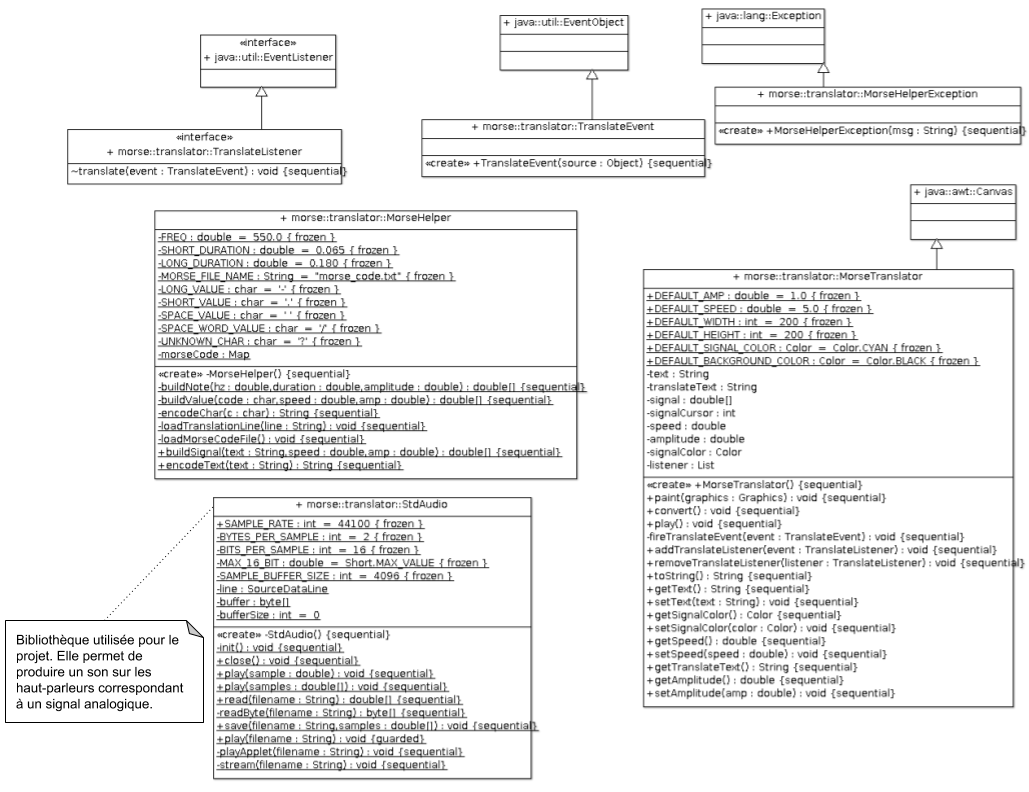 «interface»
+ java::util::EventListener
«interface»
+ morse::translator::TranslateListener
~translate(event : TranslateEvent) : void {sequential}
+ java::util::EventObject
+ morse::translator::TranslateEvent
«create» +TranslateEvent(source : Object) {sequential}
+ java::lang::Exception
+ morse::translator::MorseHelperException
«create» +MorseHelperException(msg : String) {sequential}
+ morse::translator::MorseHelper
-FREQ : double = 550.0 { frozen }
-SHORT_DURATION : double = 0.065 { frozen }
-LONG_DURATION : double = 0.180 { frozen }
-MORSE_FILE_NAME : String = "morse_code.txt" { frozen }
-LONG_VALUE : char = '-' { frozen }
-SHORT_VALUE : char = '.' { frozen }
-SPACE_VALUE : char = ' ' { frozen }
-SPACE_WORD_VALUE : char = '/' { frozen }
-UNKNOWN_CHAR : char = '?' { frozen }
-morseCode : Map
«create» -MorseHelper() {sequential}
-buildNote(hz : double,duration : double,amplitude : double) : double[] {sequential}
-buildValue(code : char,speed : double,amp : double) : double[] {sequential}
-encodeChar(c : char) : String {sequential}
-loadTranslationLine(line : String) : void {sequential}
-loadMorseCodeFile() : void {sequential}
+buildSignal(text : String,speed : double,amp : double) : double[] {sequential}
+encodeText(text : String) : String {sequential}
+ java::awt::Canvas
+ morse::translator::MorseTranslator
+DEFAULT_AMP : double = 1.0 { frozen }
+DEFAULT_SPEED : double = 5.0 { frozen }
+DEFAULT_WIDTH : int = 200 { frozen }
+DEFAULT_HEIGHT : int = 200 { frozen }
+DEFAULT_SIGNAL_COLOR : Color = Color.CYAN { frozen }
+DEFAULT_BACKGROUND_COLOR : Color = Color.BLACK { frozen }
-text : String
-translateText : String
-signal : double[]
-signalCursor : int
-speed : double
-amplitude : double
-signalColor : Color
-listener : List
«create» +MorseTranslator() {sequential}
+paint(graphics : Graphics) : void {sequential}
+convert() : void {sequential}
+play() : void {sequential}
-fireTranslateEvent(event : TranslateEvent) : void {sequential}
+addTranslateListener(event : TranslateListener) : void {sequential}
+removeTranslateListener(listener : TranslateListener) : void {sequential}
+toString() : String {sequential}
+getText() : String {sequential}
+setText(text : String) : void {sequential}
+getSignalColor() : Color {sequential}
+setSignalColor(color : Color) : void {sequential}
+getSpeed() : double {sequential}
+setSpeed(speed : double) : void {sequential}
+getTranslateText() : String {sequential}
+getAmplitude() : double {sequential}
+setAmplitude(amp : double) : void {sequential}
+ morse::translator::StdAudio
+SAMPLE_RATE : int = 44100 { frozen }
-BYTES_PER_SAMPLE : int = 2 { frozen }
-BITS_PER_SAMPLE : int = 16 { frozen }
-MAX_16_BIT : double = Short.MAX_VALUE { frozen }
-SAMPLE_BUFFER_SIZE : int = 4096 { frozen }
-line : SourceDataLine
-buffer : byte[]
-bufferSize : int = 0
«create» -StdAudio() {sequential}
-init() : void {sequential}
+close() : void {sequential}
+play(sample : double) : void {sequential}
+play(samples : double[]) : void {sequential}
+read(filename : String) : double[] {sequential}
-readByte(filename : String) : byte[] {sequential}
+save(filename : String,samples : double[]) : void {sequential}
+play(filename : String) : void {guarded}
-playApplet(filename : String) : void {sequential}
-stream(filename : String) : void {sequential}
Bibliothèque utilisée pour le
projet. Elle permet de
produire un son sur les
haut-parleurs correspondant
à un signal analogique.